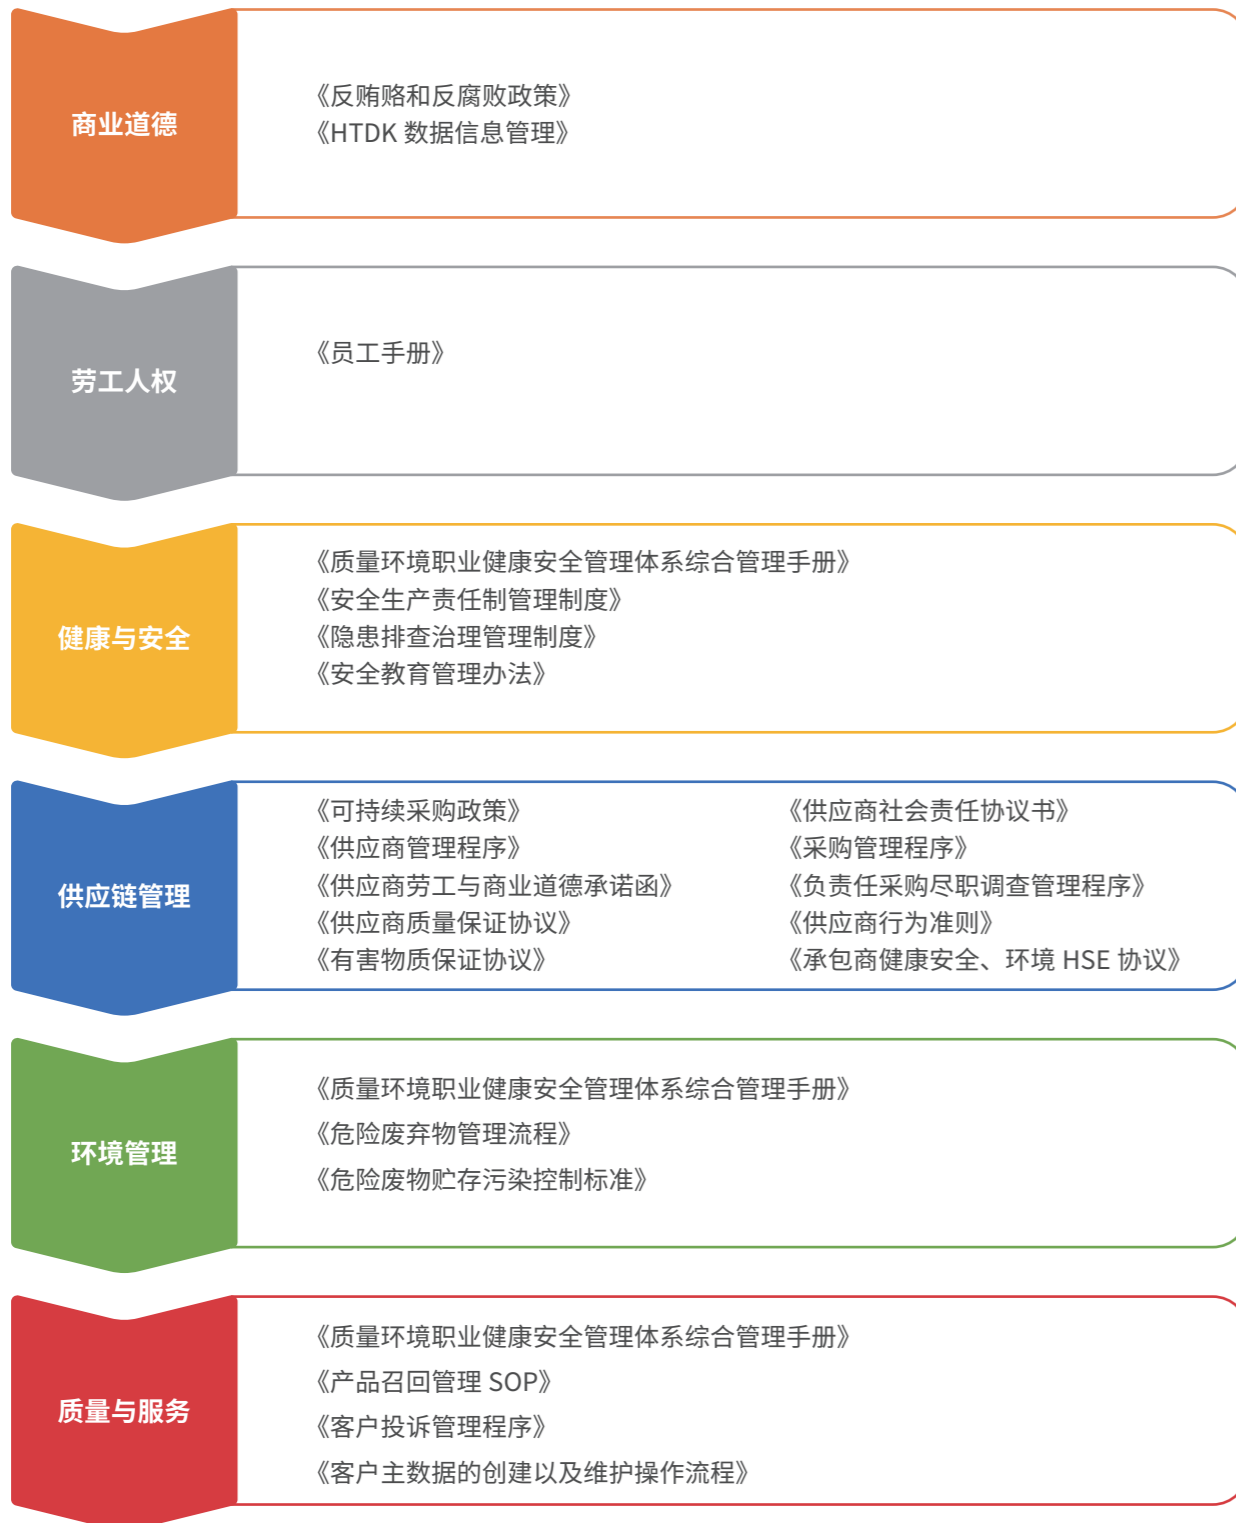 商业道德
《反贿赂和反腐败政策》
《HTDK 数据信息管理》
劳工人权
《员工手册》
健康与安全
《质量环境职业健康安全管理体系综合管理手册》
《安全生产责任制管理制度》
《隐患排查治理管理制度》
《安全教育管理办法》
供应链管理
《可持续采购政策》
《供应商管理程序》
《供应商劳工与商业道德承诺函》
《供应商质量保证协议》
《有害物质保证协议》
《供应商社会责任协议书》
《采购管理程序》
《负责任采购尽职调查管理程序》
《供应商行为准则》
《承包商健康安全、环境 HSE 协议》
环境管理
《质量环境职业健康安全管理体系综合管理手册》
《危险废弃物管理流程》
《危险废物贮存污染控制标准》
质量与服务
《质量环境职业健康安全管理体系综合管理手册》
《产品召回管理 SOP》
《客户投诉管理程序》
《客户主数据的创建以及维护操作流程》